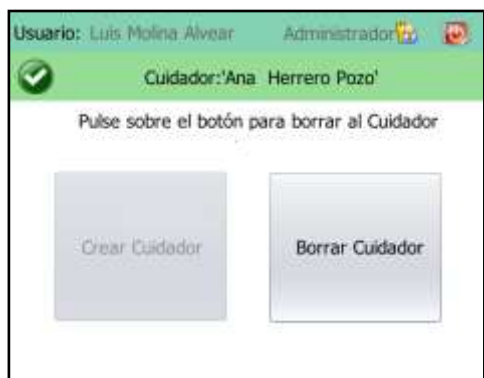 Usuario: Luis Molina Alvear Administrador
Cuidador:'Ana Herrero Pozo'
Pulse sobre el botón para borrar al Cuidador
Crear Cuidador Borrar Cuidador